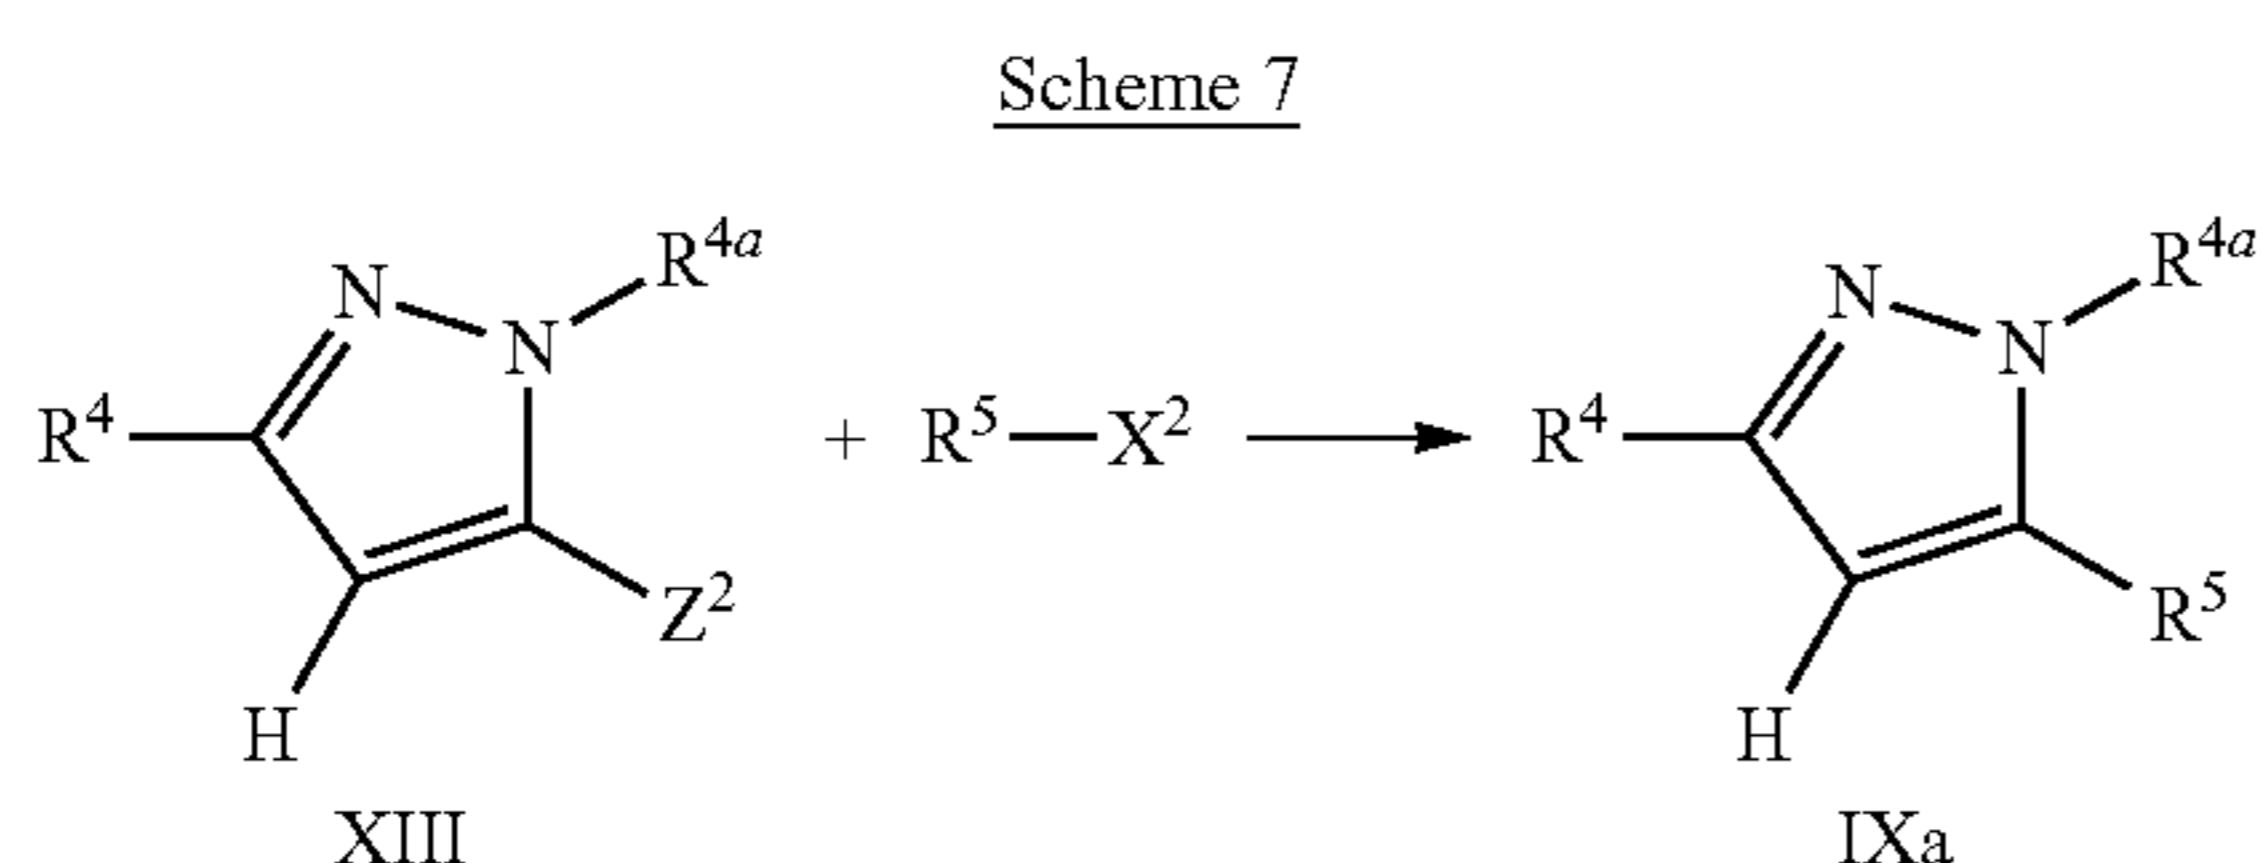 Scheme 7
N
R⁴ᵃ
N
R⁴
+ R⁵—X²
Z²
H
XIII
N
R⁴ᵃ
N
R⁴
R⁵
H
IXa